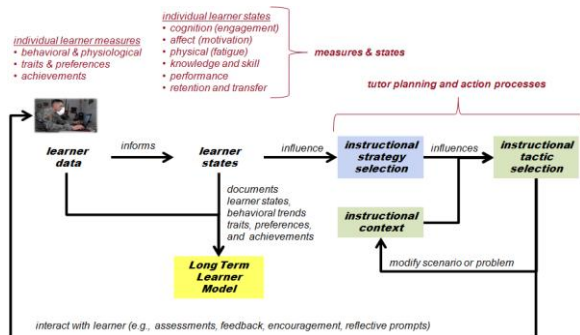 individual learner measures
• behavioral & physiological
• traits & preferences
• achievements
individual learner states
• cognition (engagement)
• affect (motivation)
• physical (fatigue)
• knowledge and skill
• performance
• retention and transfer
measures & states
tutor planning and action processes
learner
data
informs
learner
states
influence
instructional
strategy
selection
influences
instructional
tactic
selection
documents
learner states,
behavioral trends
traits, preferences,
and achievements
instructional
context
Long Term
Learner
Model
modify scenario or problem
interact with learner (e.g., assessments, feedback, encouragement, reflective prompts)